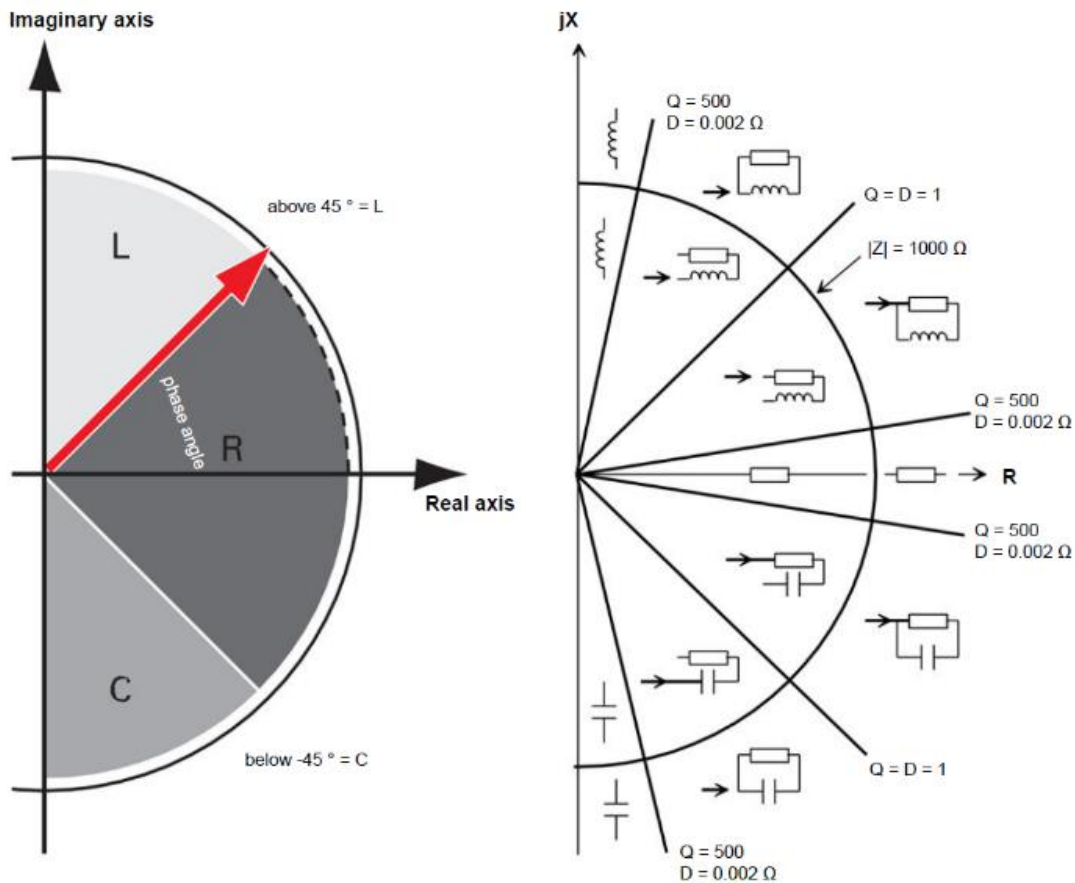 Imaginary axis
L
above 45 ° = L
phase angle
R
Real axis
C
below -45 ° = C
jX
Q = 500
D = 0.002 Ω
Q = D = 1
|Z| = 1000 Ω
Q = 500
D = 0.002 Ω
R
Q = 500
D = 0.002 Ω
Q = D = 1
Q = 500
D = 0.002 Ω